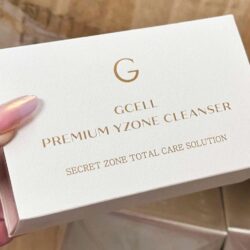 G
GCELL
PREMIUM YZONE CLEANSER
SECRET ZONE TOTAL CARE SOLUTION